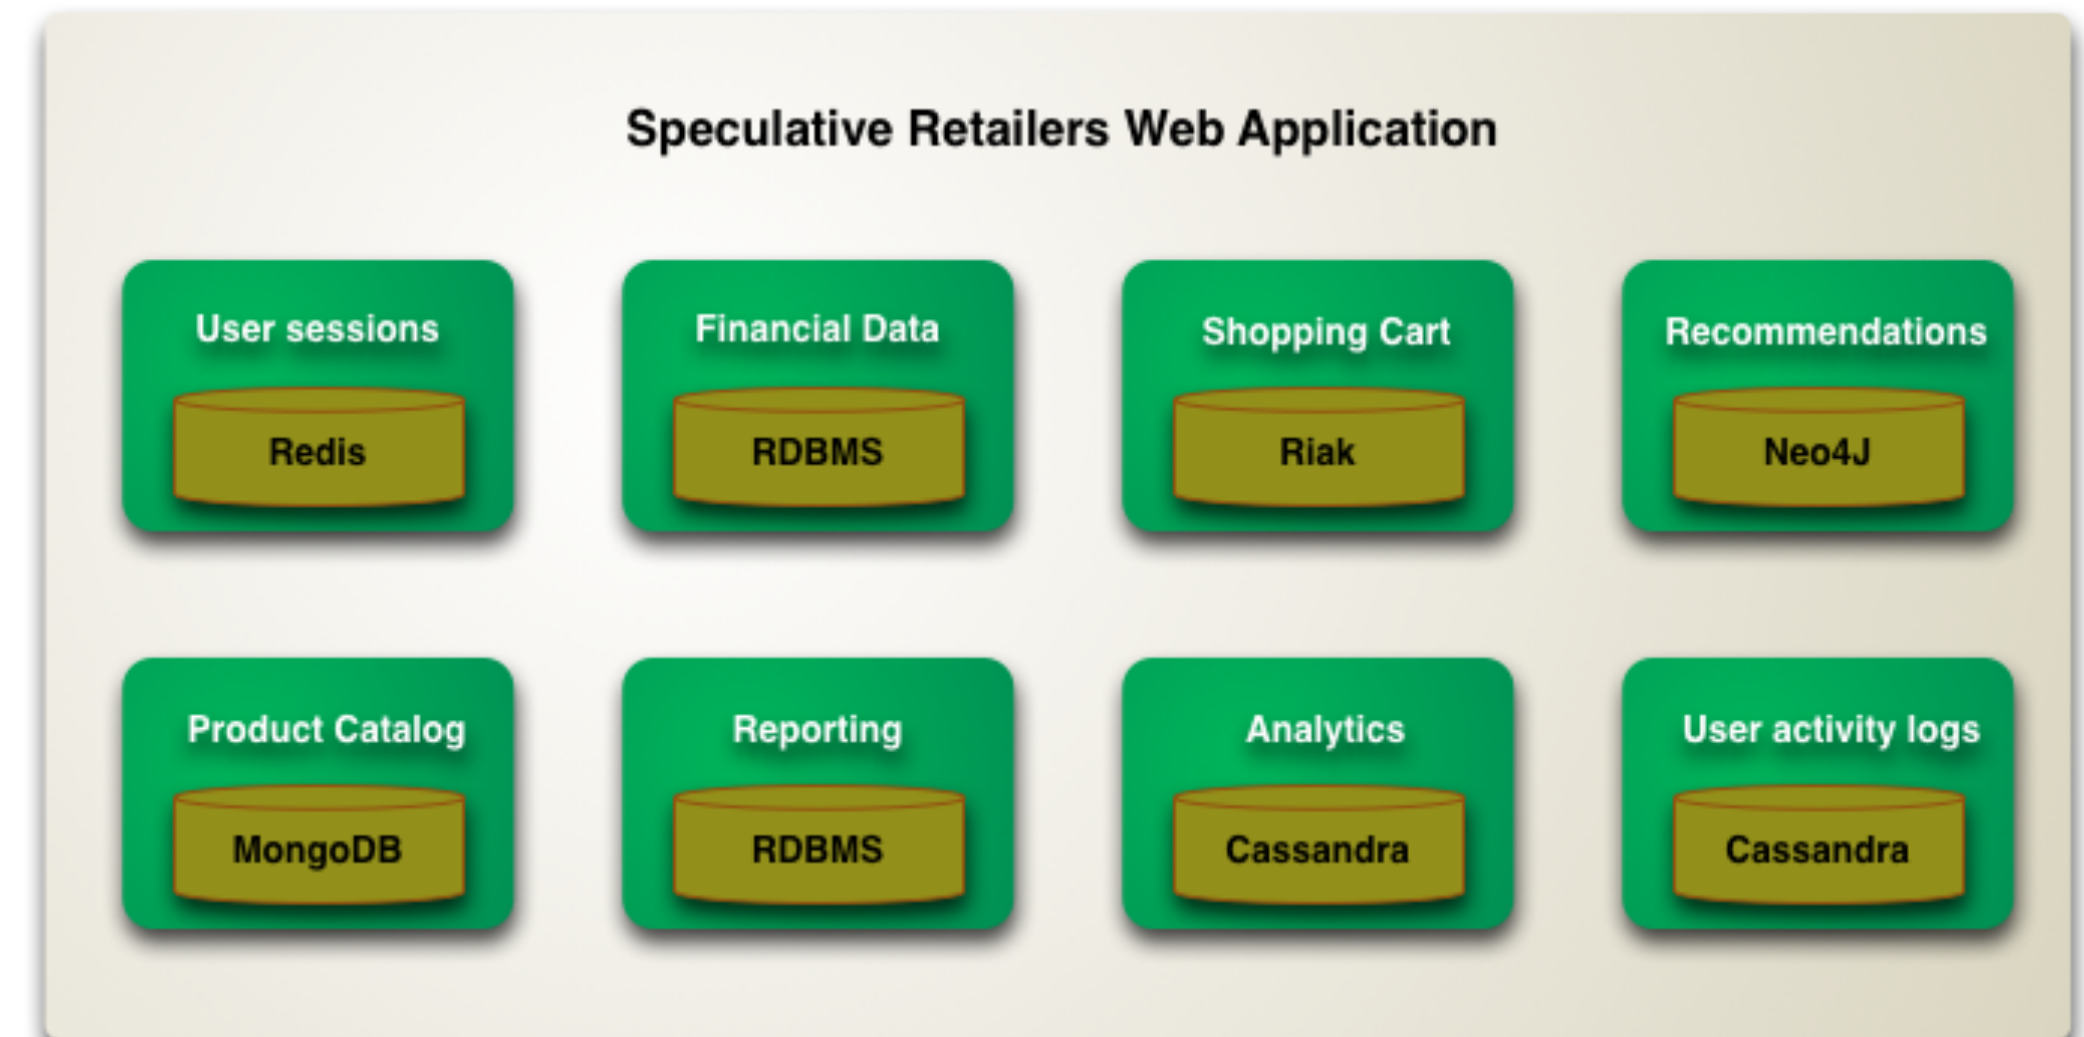 Speculative Retailers Web Application
User sessions
Redis
Financial Data
RDBMS
Shopping Cart
Riak
Recommendations
Neo4J
Product Catalog
MongoDB
Reporting
RDBMS
Analytics
Cassandra
User activity logs
Cassandra